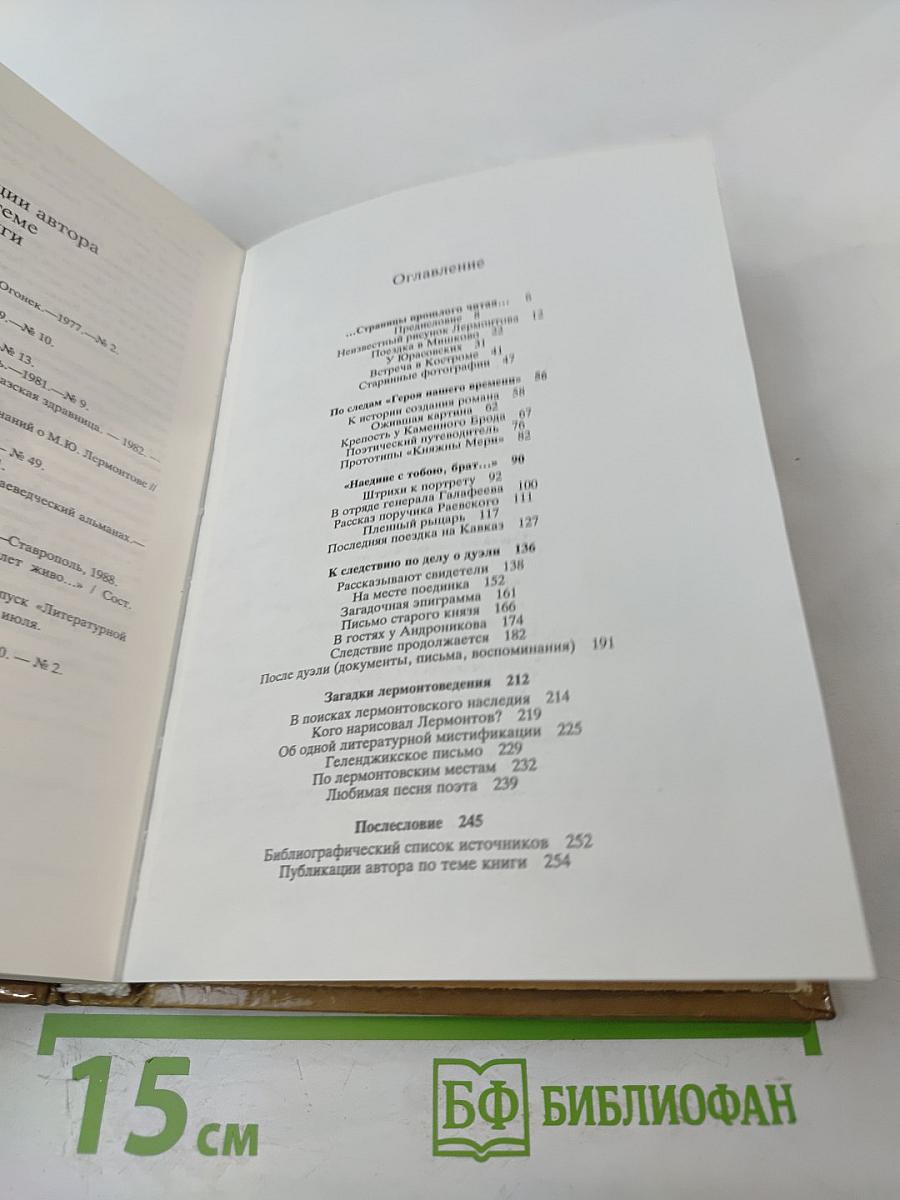 ции автора
теме
ги
Огонек.—1977.—№ 2.
9.—№ 10.
№ 13.
ь.—1981.—№ 9.
азская здравница. — 1982. —
наний о М.Ю. Лермонтове //
— № 49.
1.
аеведческий альманах.—
—Ставрополь, 1988.
лет живо...» / Сост.
пуск «Литературной
июля.
0. — № 2.
Оглавление
...Страницы прошлого читая... 6
Предисловие 8
Неизвестный рисунок Лермонтова 12
Поездка в Мишково 22
У Юрасовских 31
Встреча в Костроме 41
Старинные фотографии 47
По следам «Героя нашего времени» 56
К истории создания романа 58
Ожившая картина 62
Крепость у Каменного Брода 67
Поэтический путеводитель 76
Прототипы «Княжны Мери» 82
«Наедине с тобою, брат...» 90
Штрихи к портрету 92
В отряде генерала Галафеева 100
Рассказ поручика Раевского 111
Пленный рыцарь 117
Последняя поездка на Кавказ 127
К следствию по делу о дуэли 136
Рассказывают свидетели 138
На месте поединка 152
Загадочная эпиграмма 161
Письмо старого князя 166
В гостях у Андроникова 174
Следствие продолжается 182
После дуэли (документы, письма, воспоминания) 191
Загадки лермонтоведения 212
В поисках лермонтовского наследия 214
Кого нарисовал Лермонтов? 219
Об одной литературной мистификации 225
Геленджикское письмо 229
По лермонтовским местам 232
Любимая песня поэта 239
Послесловие 245
Библиографический список источников 252
Публикации автора по теме книги 254
15 см
БФ БИБЛИОФАН